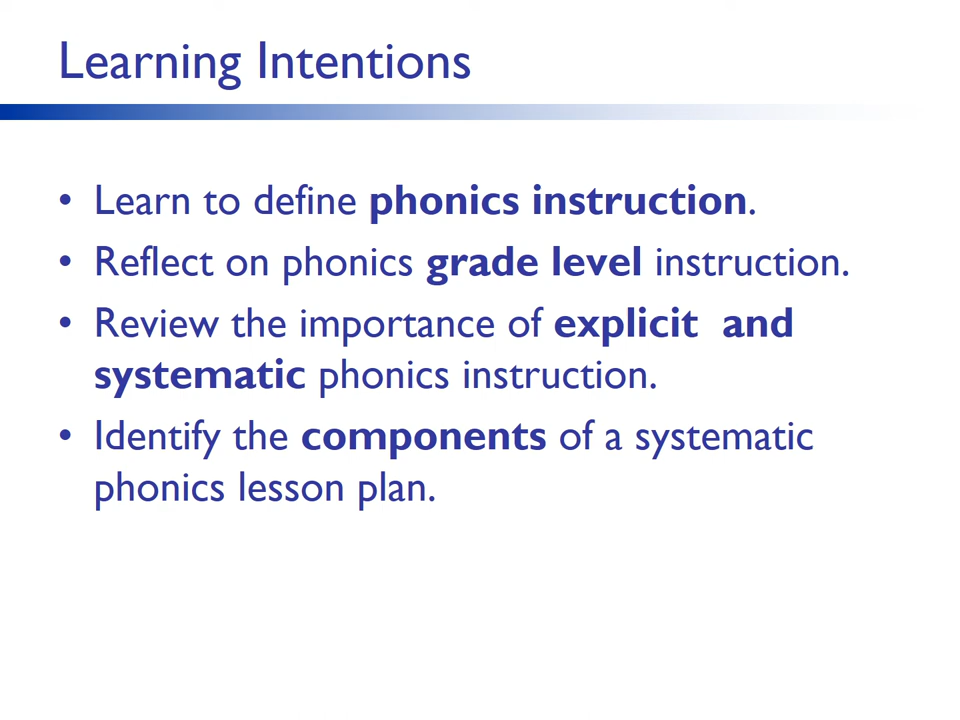 Learning Intentions
• Learn to define phonics instruction.
• Reflect on phonics grade level instruction.
• Review the importance of explicit  and
systematic phonics instruction.
• Identify the components of a systematic
phonics lesson plan.